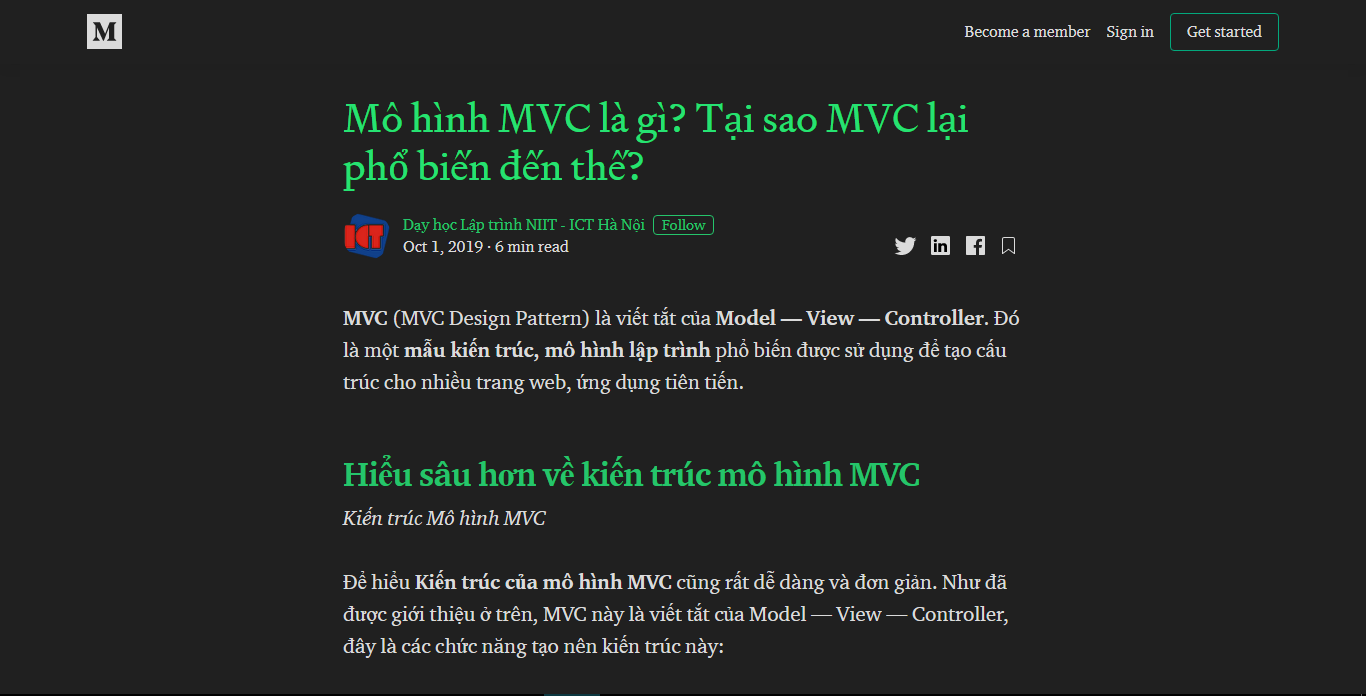 M
Become a member Sign in Get started
Mô hình MVC là gì? Tại sao MVC lại
phổ biến đến thế?
ICT
Dạy học Lập trình NIIT - ICT Hà Nội Follow
Oct 1, 2019 · 6 min read
MVC (MVC Design Pattern) là viết tắt của Model — View — Controller. Đó
là một mẫu kiến trúc, mô hình lập trình phổ biến được sử dụng để tạo cấu
trúc cho nhiều trang web, ứng dụng tiên tiến.
Hiểu sâu hơn về kiến trúc mô hình MVC
Kiến trúc Mô hình MVC
Để hiểu Kiến trúc của mô hình MVC cũng rất dễ dàng và đơn giản. Như đã
được giới thiệu ở trên, MVC này là viết tắt của Model — View — Controller,
đây là các chức năng tạo nên kiến trúc này: